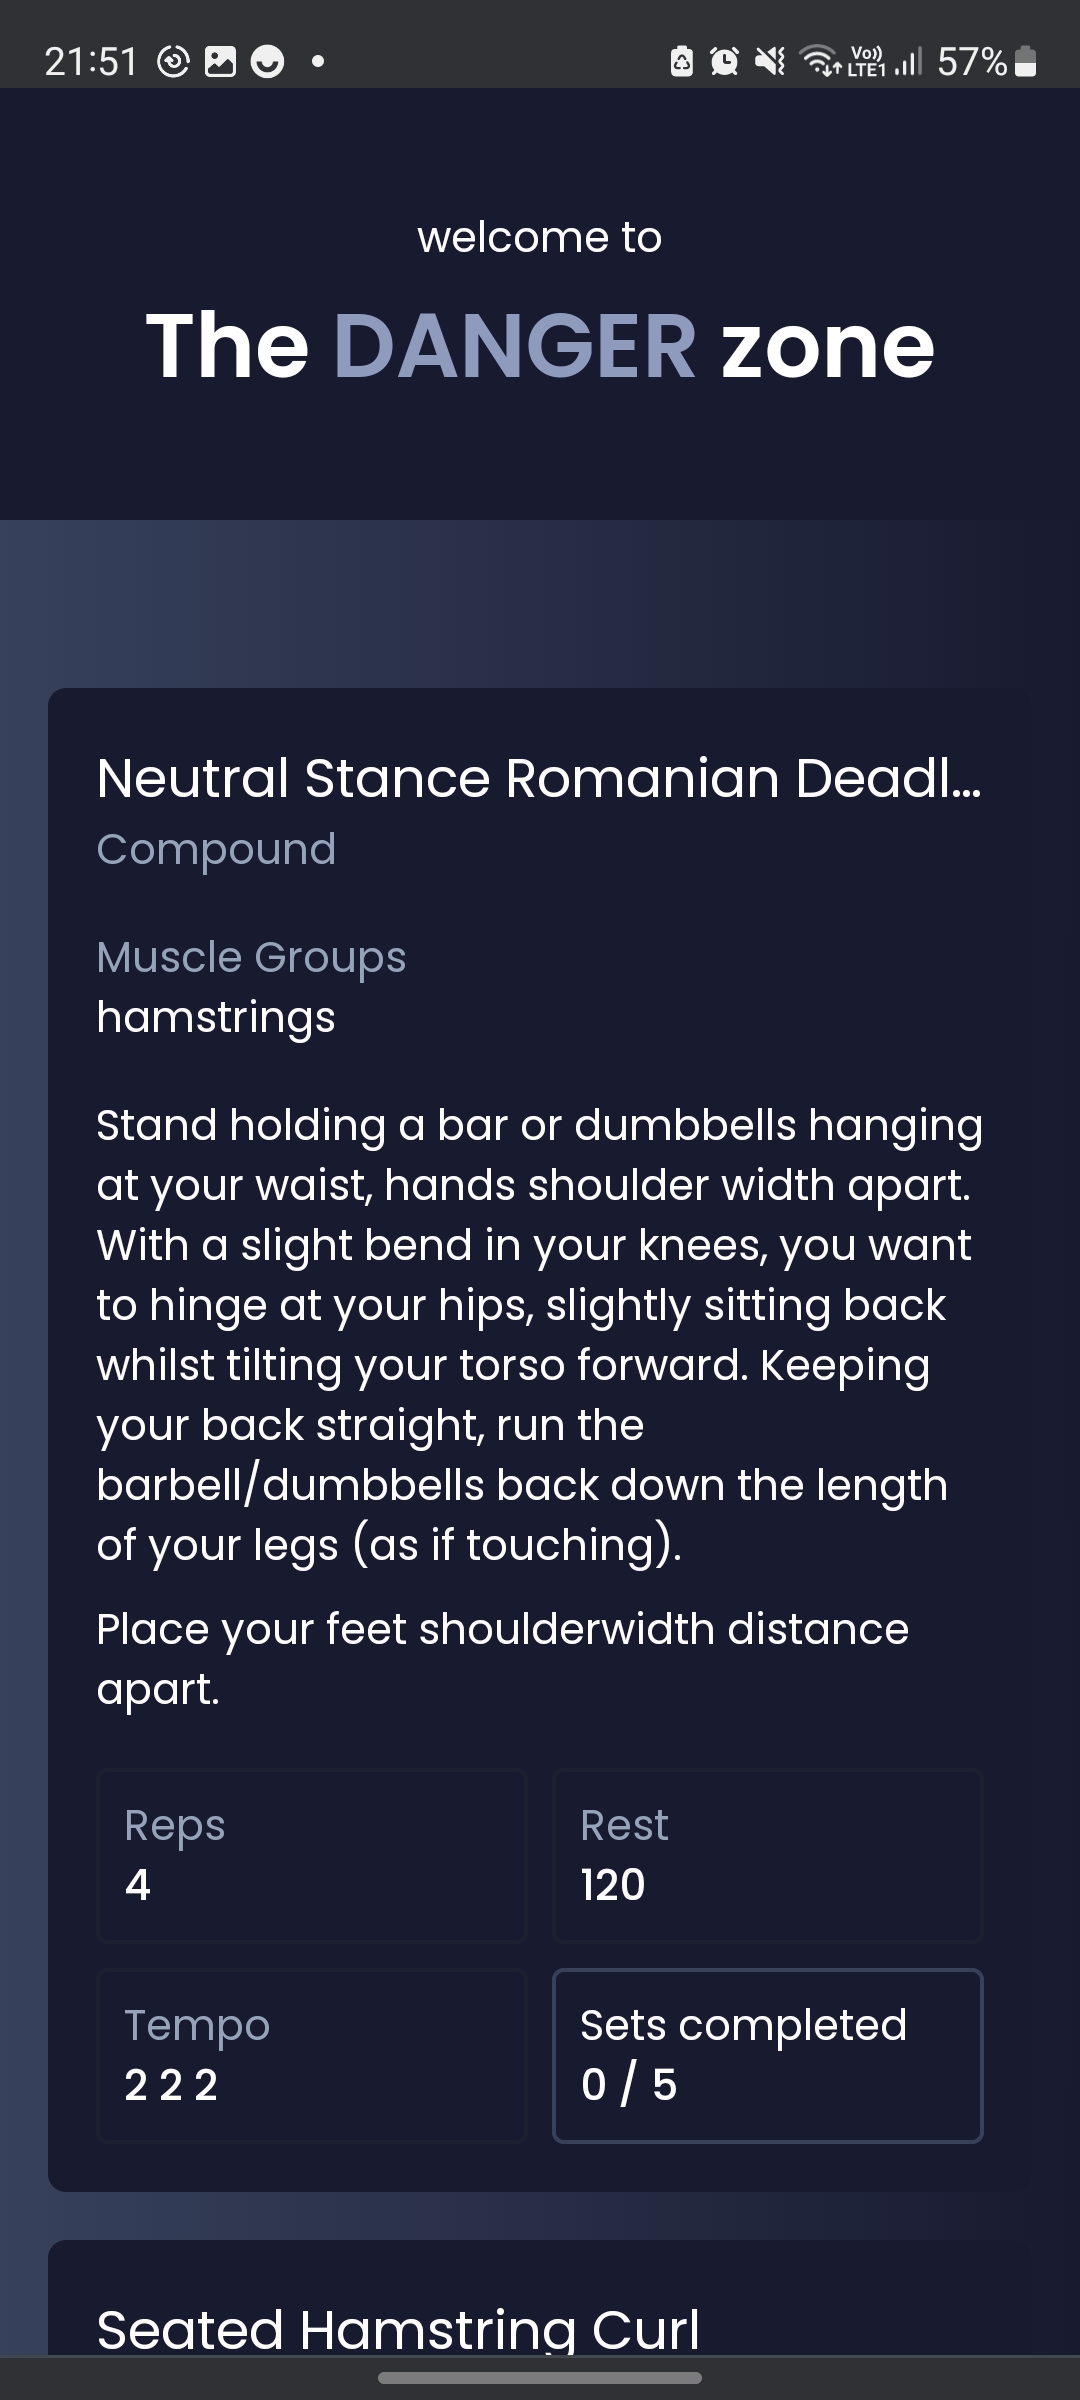 21:51
Vo))
LTE1
57%
welcome to
The DANGER zone
Neutral Stance Romanian Deadl...
Compound
Muscle Groups
hamstrings
Stand holding a bar or dumbbells hanging
at your waist, hands shoulder width apart.
With a slight bend in your knees, you want
to hinge at your hips, slightly sitting back
whilst tilting your torso forward. Keeping
your back straight, run the
barbell/dumbbells back down the length
of your legs (as if touching).
Place your feet shoulderwidth distance
apart.
Reps
4
Rest
120
Tempo
2 2 2
Sets completed
0 / 5
Seated Hamstring Curl